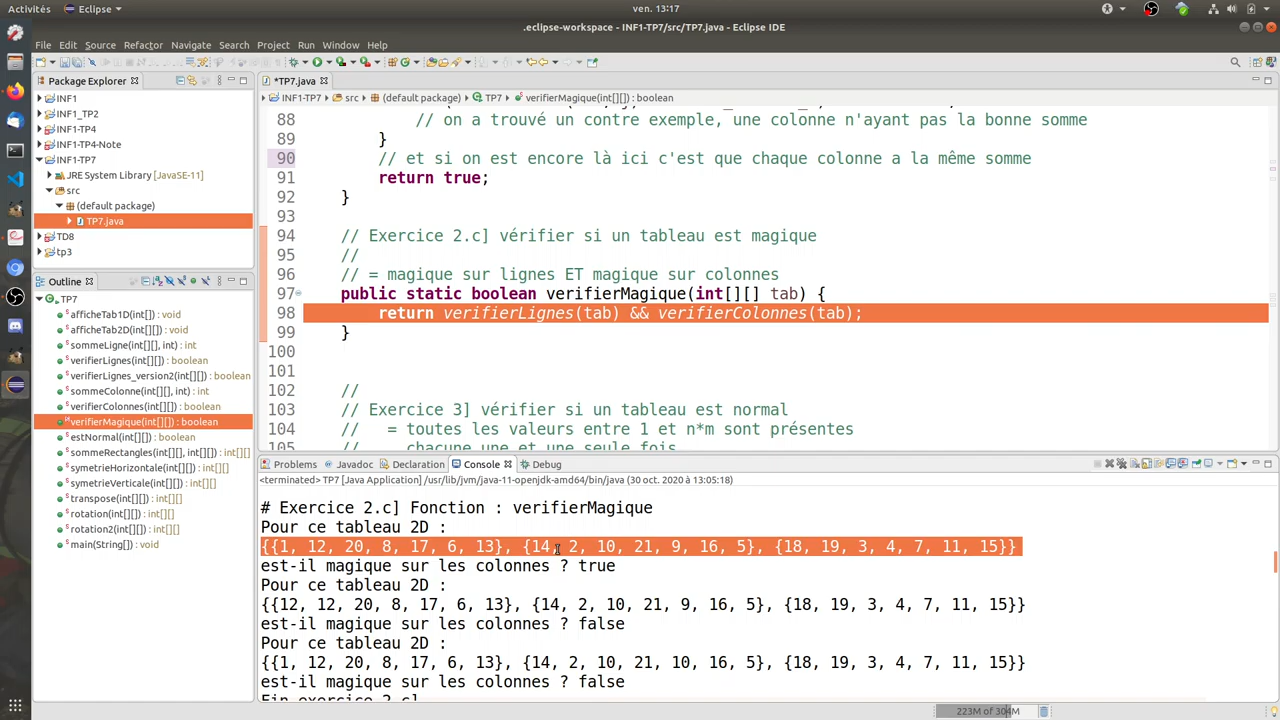 Activités
Eclipse
ven. 13:17
.eclipse-workspace - INF1-TP7/src/TP7.java - Eclipse IDE
File Edit Source Refactor Navigate Search Project Run Window Help
Package Explorer
INF1
INF1_TP2
INF1-TP4
INF1-TP4-Note
INF1-TP7
JRE System Library [JavaSE-11]
src
(default package)
TP7.java
TD8
tp3
Outline
TP7
afficheTab1D(int[]) : void
afficheTab2D(int[][]) : void
sommeLigne(int[][], int) : int
verifierLignes(int[][]) : boolean
verifierLignes_version2(int[][]) : boolean
sommeColonne(int[][], int) : int
verifierColonnes(int[][]) : boolean
verifierMagique(int[][]) : boolean
estNormal(int[][]) : boolean
sommeRectangles(int[][], int[][])
symetrieHorizontale(int[][]) : int[][]
symetrieVerticale(int[][]) : int[][]
transpose(int[][]) : int[][]
rotation(int[][]) : int[][]
rotation2(int[][]) : int[][]
main(String[]) : void
*TP7.java
INF1-TP7 src (default package) TP7 verifierMagique(int[][]) : boolean
88 // on a trouvé un contre exemple, une colonne n'ayant pas la bonne somme
89 }
90 // et si on est encore là ici c'est que chaque colonne a la même somme
91 return true;
92 }
93
94 // Exercice 2.c] vérifier si un tableau est magique
95 //
96 // = magique sur lignes ET magique sur colonnes
97 public static boolean verifierMagique(int[][] tab) {
98 return verifierLignes(tab) && verifierColonnes(tab);
99 }
100
101
102 //
103 // Exercice 3] vérifier si un tableau est normal
104 // = toutes les valeurs entre 1 et n*m sont présentes
105 chacune une et une seule fois
Problems Javadoc Declaration Console Debug
<terminated> TP7 [Java Application] /usr/lib/jvm/java-11-openjdk-amd64/bin/java (30 oct. 2020 à 13:05:18)
# Exercice 2.c] Fonction : verifierMagique
Pour ce tableau 2D :
{{1, 12, 20, 8, 17, 6, 13}, {14, 2, 10, 21, 9, 16, 5}, {18, 19, 3, 4, 7, 11, 15}}
est-il magique sur les colonnes ? true
Pour ce tableau 2D :
{{12, 12, 20, 8, 17, 6, 13}, {14, 2, 10, 21, 9, 16, 5}, {18, 19, 3, 4, 7, 11, 15}}
est-il magique sur les colonnes ? false
Pour ce tableau 2D :
{{1, 12, 20, 8, 17, 6, 13}, {14, 2, 10, 21, 10, 16, 5}, {18, 19, 3, 4, 7, 11, 15}}
est-il magique sur les colonnes ? false
Fin exercice 2.c]
223M of 304M